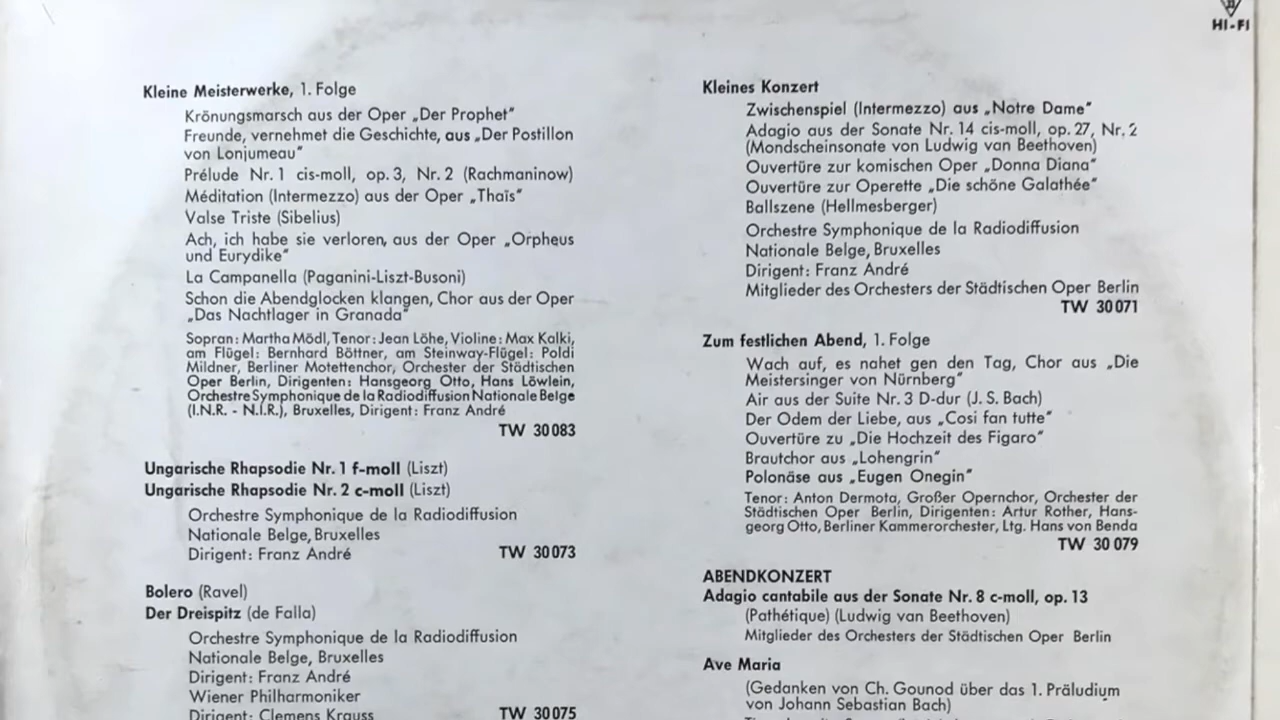 HI-FI
Kleine Meisterwerke, 1. Folge
Krönungsmarsch aus der Oper „Der Prophet"
Freunde, vernehmet die Geschichte, aus „Der Postillon
von Lonjumeau"
Prélude Nr. 1 cis-moll, op. 3, Nr. 2 (Rachmaninow)
Méditation (Intermezzo) aus der Oper „Thaïs"
Valse Triste (Sibelius)
Ach, ich habe sie verloren, aus der Oper „Orpheus
und Eurydike"
La Campanella (Paganini-Liszt-Busoni)
Schon die Abendglocken klangen, Chor aus der Oper
„Das Nachtlager in Granada"
Sopran: Martha Mödl, Tenor: Jean Löhe, Violine: Max Kalki,
am Flügel: Bernhard Böttner, am Steinway-Flügel: Poldi
Mildner, Berliner Motettenchor, Orchester der Städtischen
Oper Berlin, Dirigenten: Hansgeorg Otto, Hans Löwlein,
Orchestre Symphonique de la Radiodiffusion Nationale Belge
(I.N.R. - N.I.R.), Bruxelles, Dirigent: Franz André
TW 30083
Ungarische Rhapsodie Nr. 1 f-moll (Liszt)
Ungarische Rhapsodie Nr. 2 c-moll (Liszt)
Orchestre Symphonique de la Radiodiffusion
Nationale Belge, Bruxelles
Dirigent: Franz André TW 30073
Bolero (Ravel)
Der Dreispitz (de Falla)
Orchestre Symphonique de la Radiodiffusion
Nationale Belge, Bruxelles
Dirigent: Franz André
Wiener Philharmoniker
Dirigent: Clemens Krauss TW 30075
Kleines Konzert
Zwischenspiel (Intermezzo) aus „Notre Dame"
Adagio aus der Sonate Nr. 14 cis-moll, op. 27, Nr. 2
(Mondscheinsonate von Ludwig van Beethoven)
Ouvertüre zur komischen Oper „Donna Diana"
Ouvertüre zur Operette „Die schöne Galathée"
Ballszene (Hellmesberger)
Orchestre Symphonique de la Radiodiffusion
Nationale Belge, Bruxelles
Dirigent: Franz André
Mitglieder des Orchesters der Städtischen Oper Berlin
TW 30071
Zum festlichen Abend, 1. Folge
Wach auf, es nahet gen den Tag, Chor aus „Die
Meistersinger von Nürnberg"
Air aus der Suite Nr. 3 D-dur (J. S. Bach)
Der Odem der Liebe, aus „Cosi fan tutte"
Ouvertüre zu „Die Hochzeit des Figaro"
Brautchor aus „Lohengrin"
Polonäse aus „Eugen Onegin"
Tenor: Anton Dermota, Großer Opernchor, Orchester der
Städtischen Oper Berlin, Dirigenten: Artur Rother, Hans-
georg Otto, Berliner Kammerorchester, Ltg. Hans von Benda
TW 30079
ABENDKONZERT
Adagio cantabile aus der Sonate Nr. 8 c-moll, op. 13
(Pathétique) (Ludwig van Beethoven)
Mitglieder des Orchesters der Städtischen Oper Berlin
Ave Maria
(Gedanken von Ch. Gounod über das 1. Präludium
von Johann Sebastian Bach)